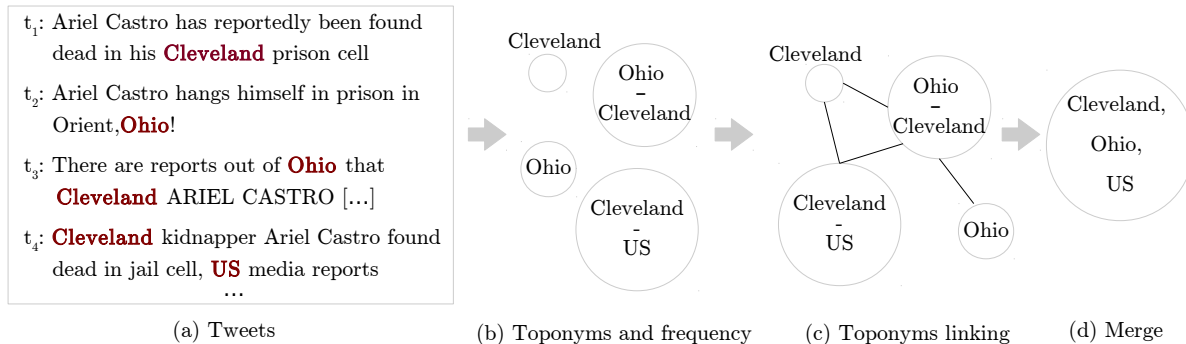 t1: Ariel Castro has reportedly been found
dead in his Cleveland prison cell
t2: Ariel Castro hangs himself in prison in
Orient,Ohio!
t3: There are reports out of Ohio that
Cleveland ARIEL CASTRO [...]
t4: Cleveland kidnapper Ariel Castro found
dead in jail cell, US media reports
...
(a) Tweets
Cleveland
Ohio
–
Cleveland
Ohio
Cleveland
-
US
(b) Toponyms and frequency
Cleveland
Ohio
–
Cleveland
Cleveland
-
US
Ohio
(c) Toponyms linking
Cleveland,
Ohio,
US
(d) Merge